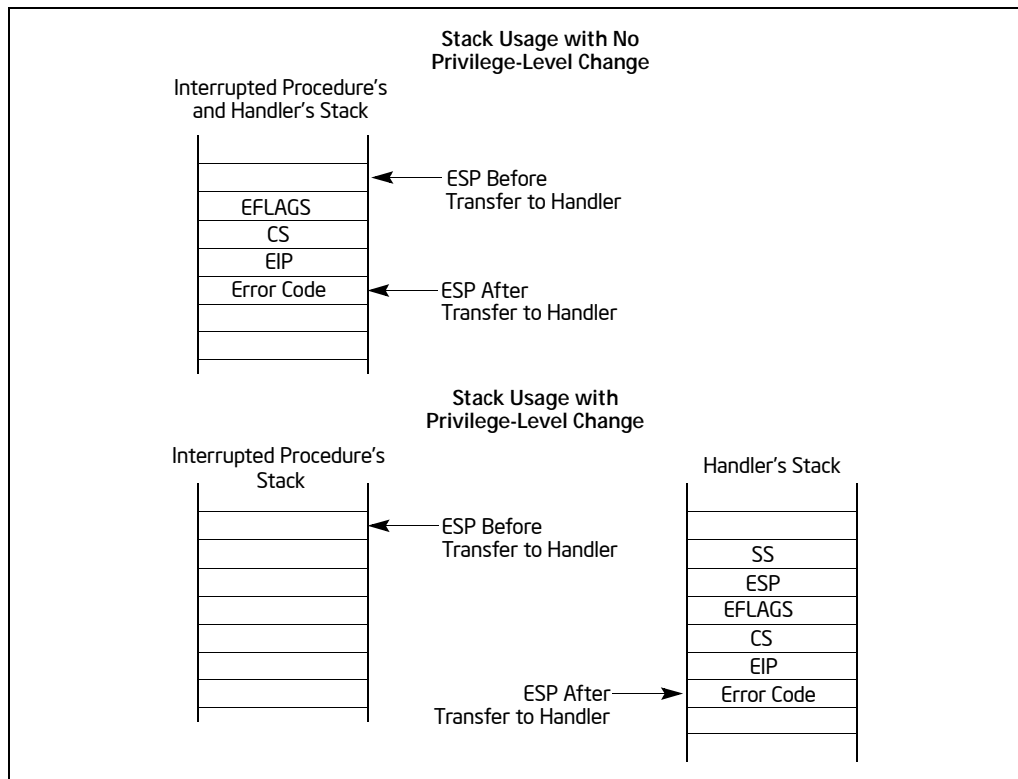 Stack Usage with No
Privilege-Level Change
Interrupted Procedure's
and Handler's Stack
ESP Before
Transfer to Handler
EFLAGS
CS
EIP
Error Code
ESP After
Transfer to Handler
Stack Usage with
Privilege-Level Change
Interrupted Procedure's
Stack
Handler's Stack
ESP Before
Transfer to Handler
SS
ESP
EFLAGS
CS
EIP
ESP After
Transfer to Handler
Error Code